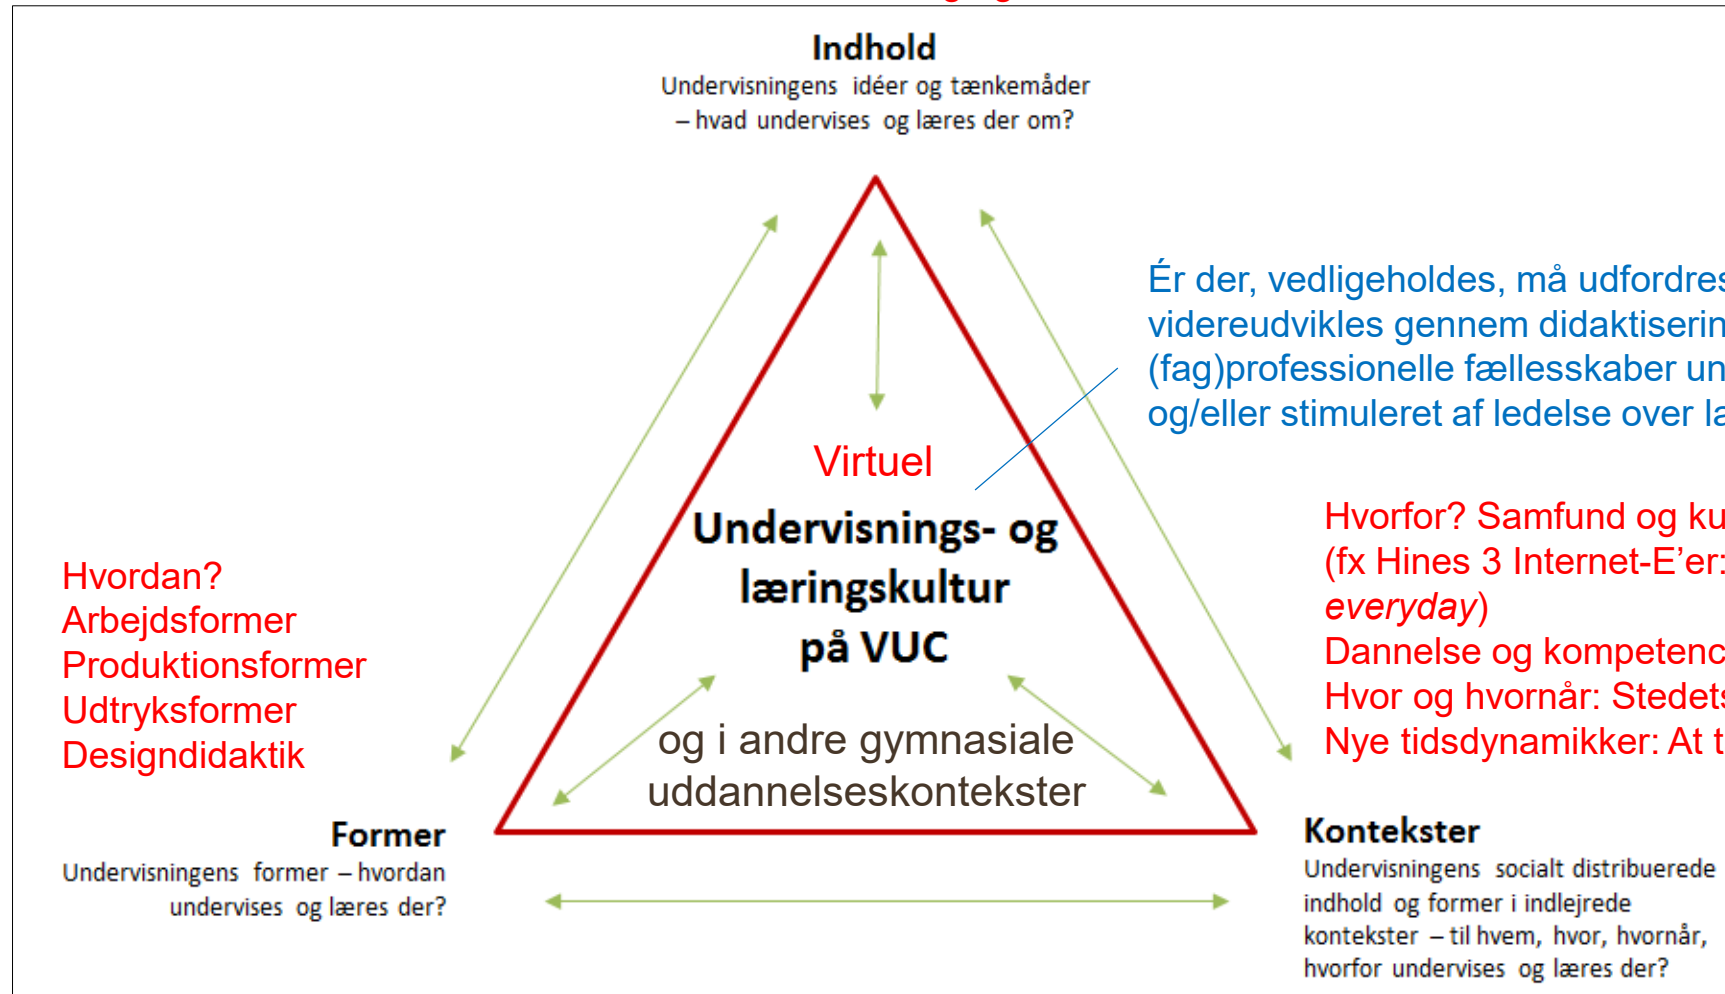 Indhold
Undervisningens idéer og tænkemåder
– hvad undervises og læres der om?
Ér der, vedligeholdes, må udfordres
videreudvikles gennem didaktiserin
(fag)professionelle fællesskaber un
og/eller stimuleret af ledelse over la
Virtuel
Undervisnings- og
læringskultur
på VUC
og i andre gymnasiale
uddannelseskontekster
Hvordan?
Arbejdsformer
Produktionsformer
Udtryksformer
Designdidaktik
Hvorfor? Samfund og ku
(fx Hines 3 Internet-E’er:
everyday)
Dannelse og kompetenc
Hvor og hvornår: Stedets
Nye tidsdynamikker: At t
Former
Undervisningens former – hvordan
undervises og læres der?
Kontekster
Undervisningens socialt distribuerede
indhold og former i indlejrede
kontekster – til hvem, hvor, hvornår,
hvorfor undervises og læres der?